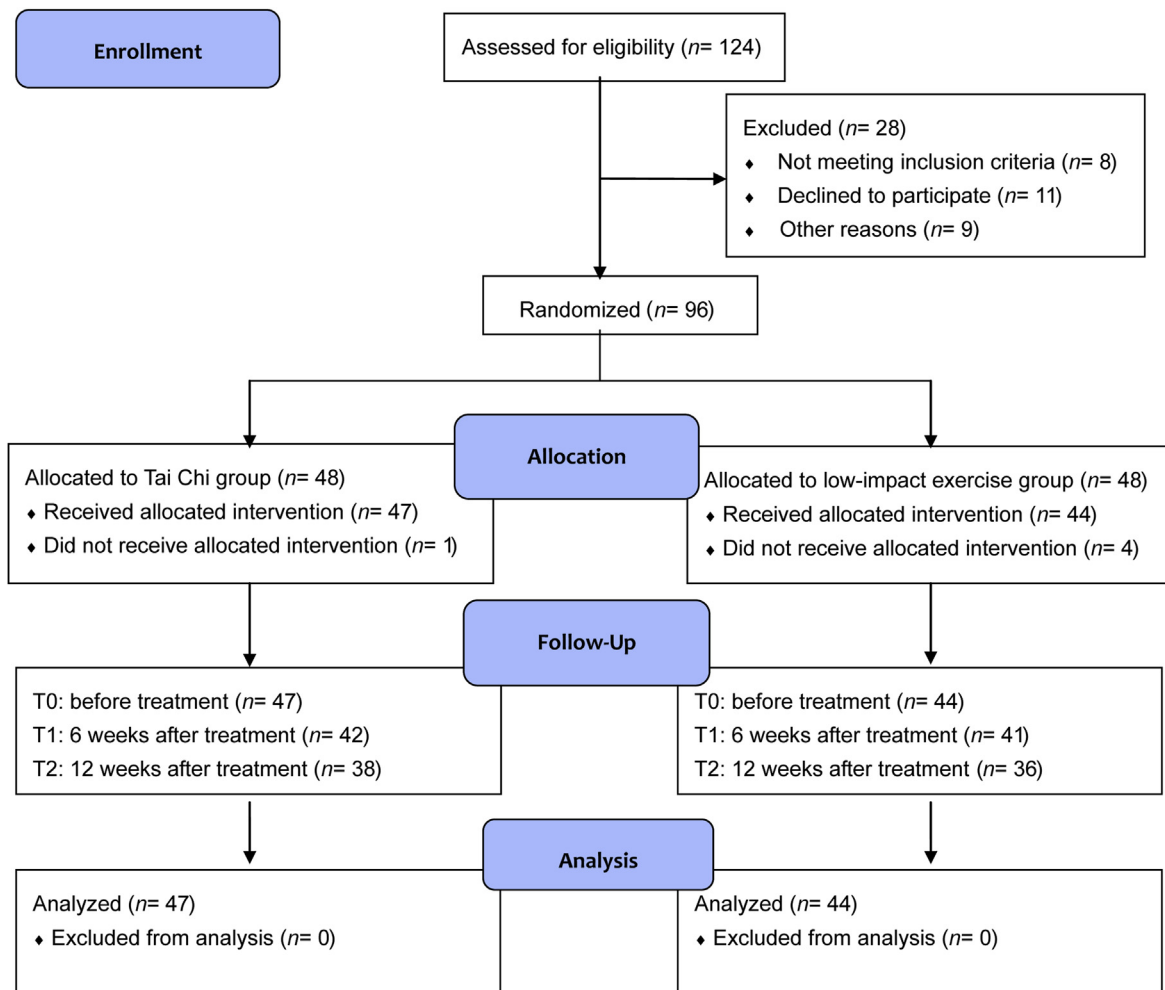 Enrollment
Assessed for eligibility (n= 124)
Excluded (n= 28)
♦ Not meeting inclusion criteria (n= 8)
♦ Declined to participate (n= 11)
♦ Other reasons (n= 9)
Randomized (n= 96)
Allocation
Allocated to Tai Chi group (n= 48)
♦ Received allocated intervention (n= 47)
♦ Did not receive allocated intervention (n= 1)
Allocated to low-impact exercise group (n= 48)
♦ Received allocated intervention (n= 44)
♦ Did not receive allocated intervention (n= 4)
Follow-Up
T0: before treatment (n= 47)
T1: 6 weeks after treatment (n= 42)
T2: 12 weeks after treatment (n= 38)
T0: before treatment (n= 44)
T1: 6 weeks after treatment (n= 41)
T2: 12 weeks after treatment (n= 36)
Analysis
Analyzed (n= 47)
♦ Excluded from analysis (n= 0)
Analyzed (n= 44)
♦ Excluded from analysis (n= 0)